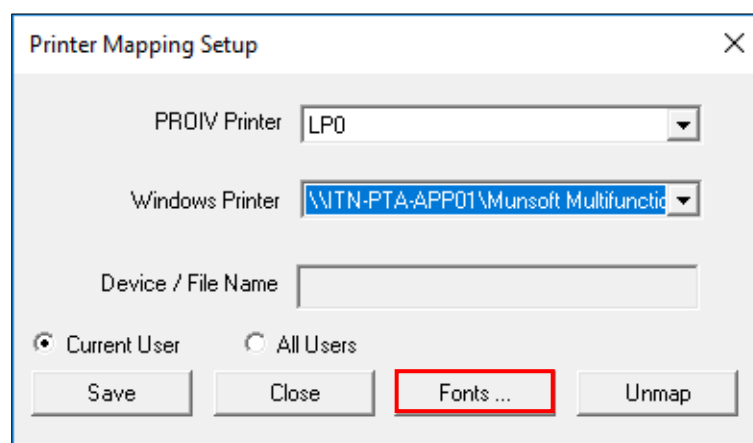 Printer Mapping Setup
PROIV Printer LP0
Windows Printer \\ITN-PTA-APP01\Munsoft Multifunctio
Device / File Name
Current User All Users
Save Close Fonts ... Unmap